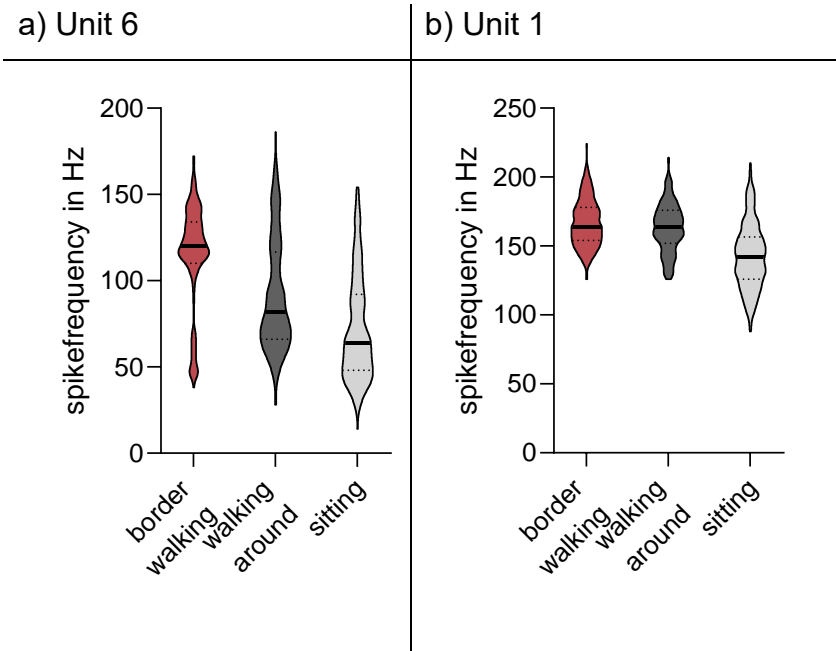 a) Unit 6
b) Unit 1
spikefrequency in Hz
200
150
100
50
0
border
walking
walking
around
sitting
spikefrequency in Hz
250
200
150
100
50
0
border
walking
walking
around
sitting